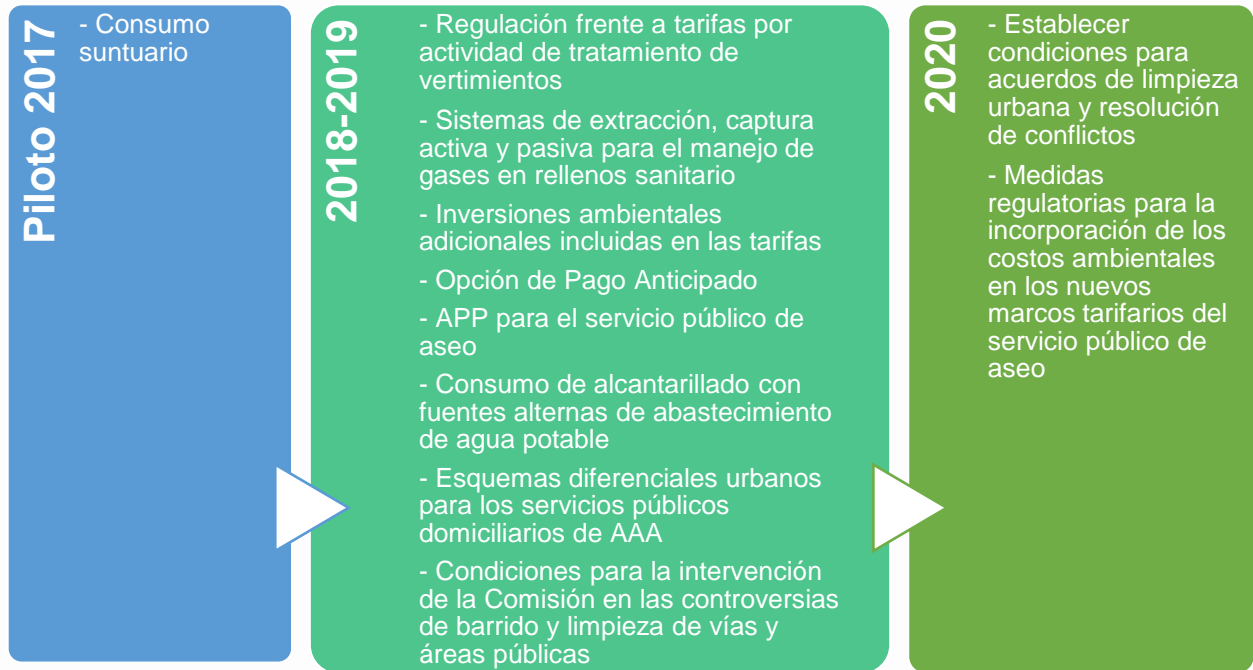 Piloto 2017
- Consumo
suntuario
2018-2019
- Regulación frente a tarifas por
actividad de tratamiento de
vertimientos
- Sistemas de extracción, captura
activa y pasiva para el manejo de
gases en rellenos sanitario
- Inversiones ambientales
adicionales incluidas en las tarifas
- Opción de Pago Anticipado
- APP para el servicio público de
aseo
- Consumo de alcantarillado con
fuentes alternas de abastecimiento
de agua potable
- Esquemas diferenciales urbanos
para los servicios públicos
domiciliarios de AAA
- Condiciones para la intervención
de la Comisión en las controversias
de barrido y limpieza de vías y
áreas públicas
2020
- Establecer
condiciones para
acuerdos de limpieza
urbana y resolución
de conflictos
- Medidas
regulatorias para la
incorporación de los
costos ambientales
en los nuevos
marcos tarifarios del
servicio público de
aseo